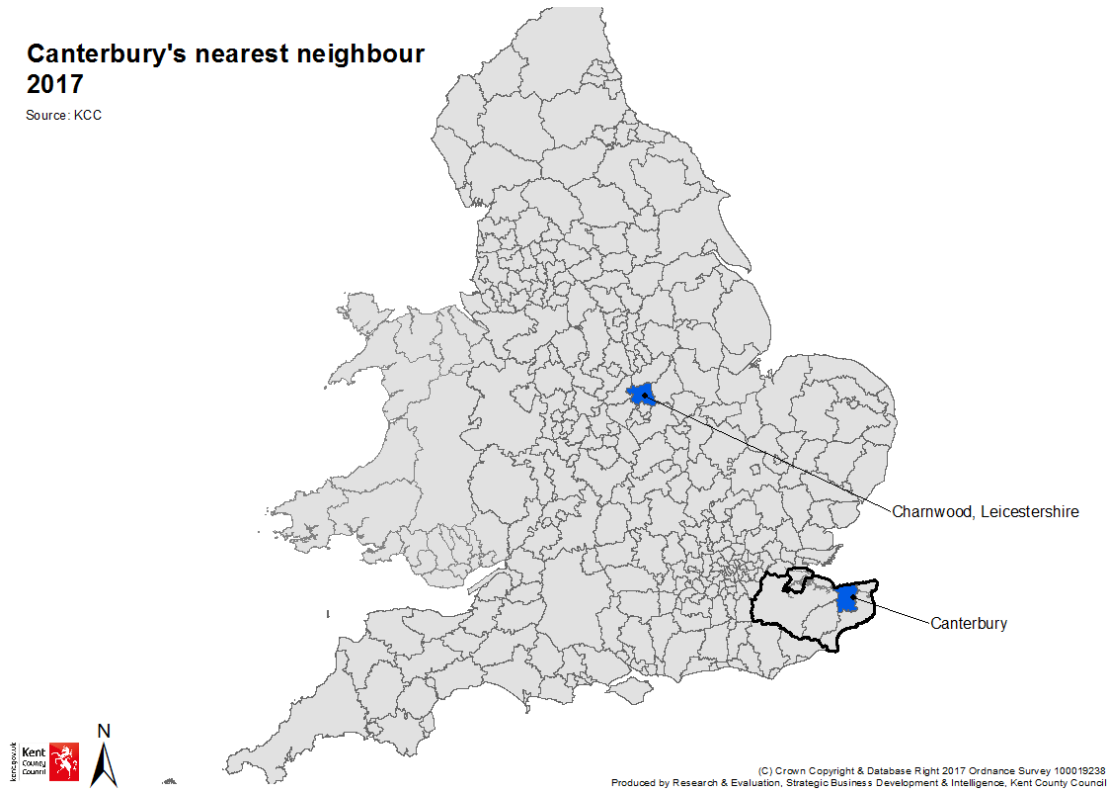 Canterbury's nearest neighbour
2017
Source: KCC
Charnwood, Leicestershire
Canterbury
N
kent.gov.uk
Kent
County
Council
(C) Crown Copyright & Database Right 2017 Ordnance Survey 100019238
Produced by Research & Evaluation, Strategic Business Development & Intelligence, Kent County Council